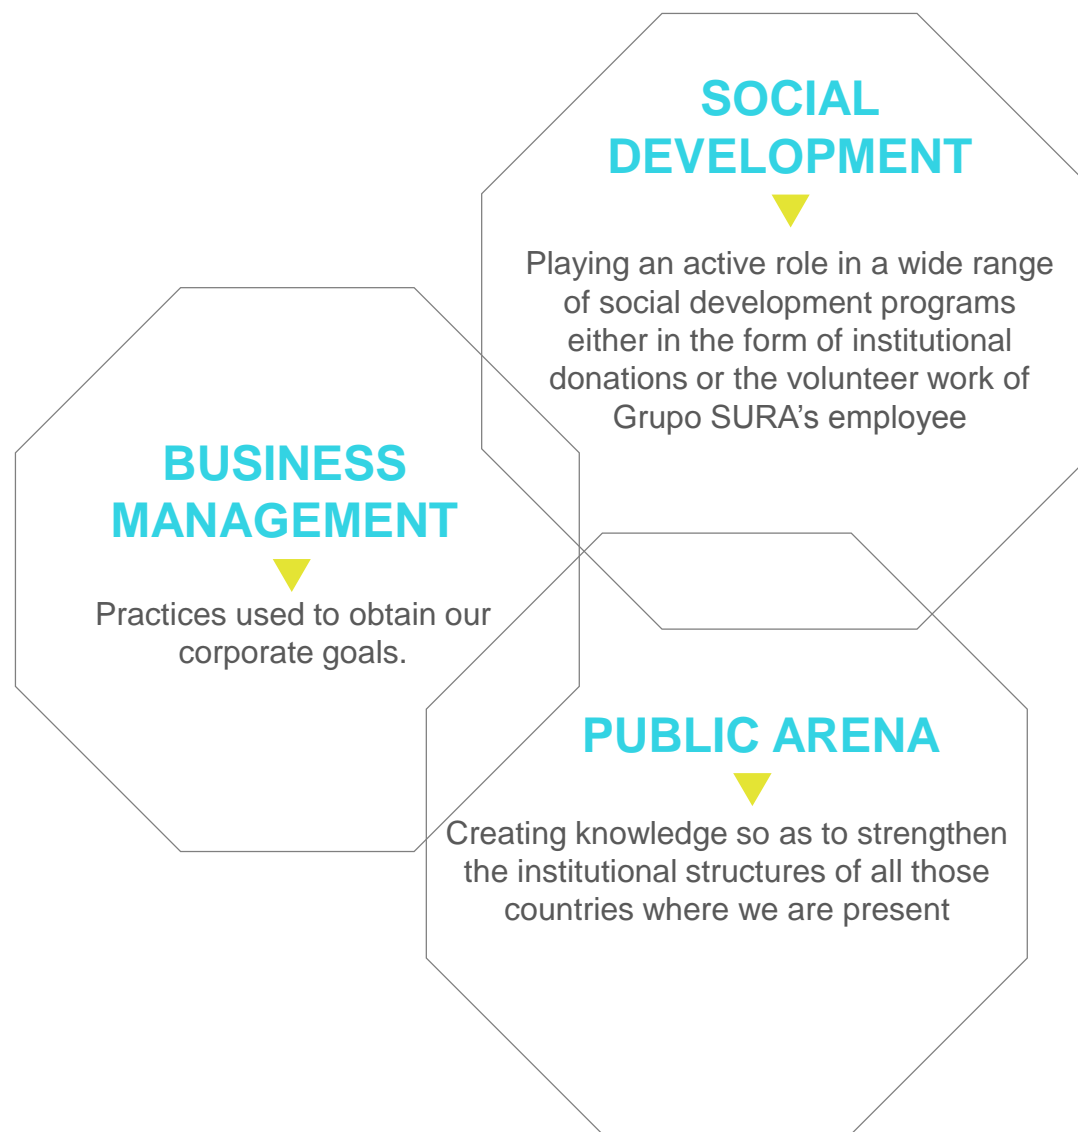 SOCIAL
DEVELOPMENT
Playing an active role in a wide range
of social development programs
either in the form of institutional
donations or the volunteer work of
Grupo SURA’s employee
BUSINESS
MANAGEMENT
Practices used to obtain our
corporate goals.
PUBLIC ARENA
Creating knowledge so as to strengthen
the institutional structures of all those
countries where we are present